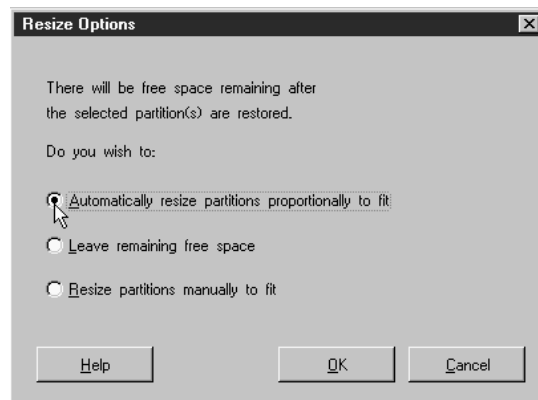 Resize Options
There will be free space remaining after
the selected partition(s) are restored.
Do you wish to:
Automatically resize partitions proportionally to fit
Leave remaining free space
Resize partitions manually to fit
Help OK Cancel